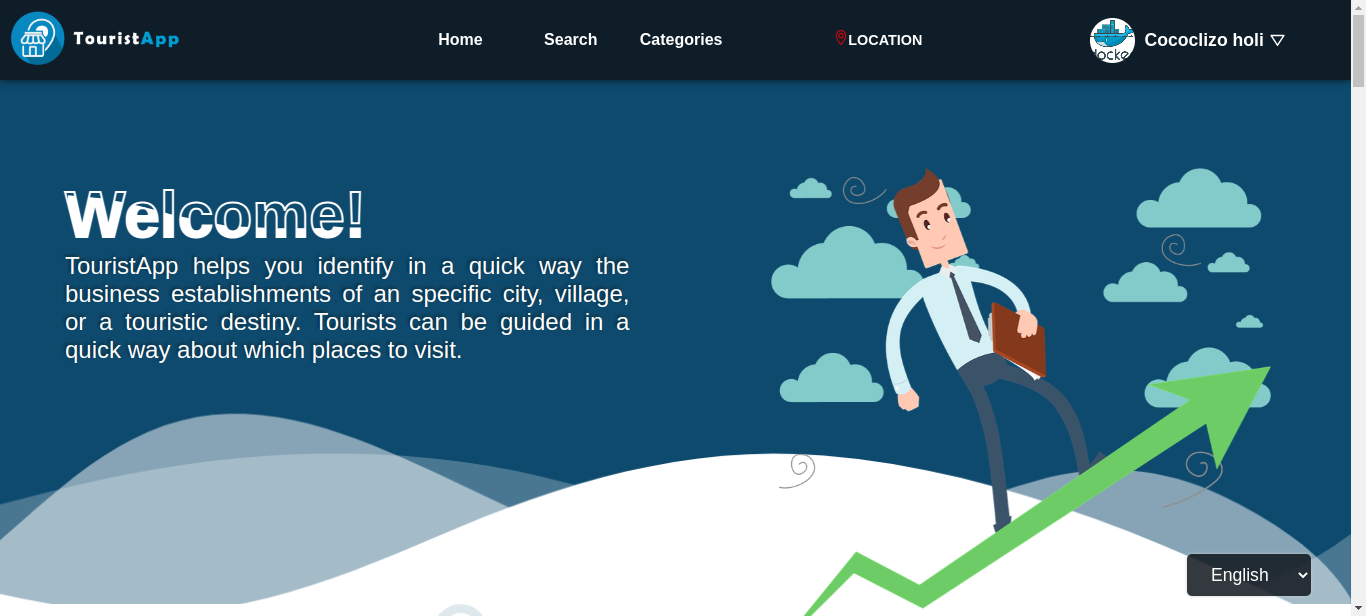 TouristApp
Home
Search
Categories
LOCATION
docke
Cococlizo holi
Welcome!
TouristApp helps you identify in a quick way the
business establishments of an specific city, village,
or a touristic destiny. Tourists can be guided in a
quick way about which places to visit.
English